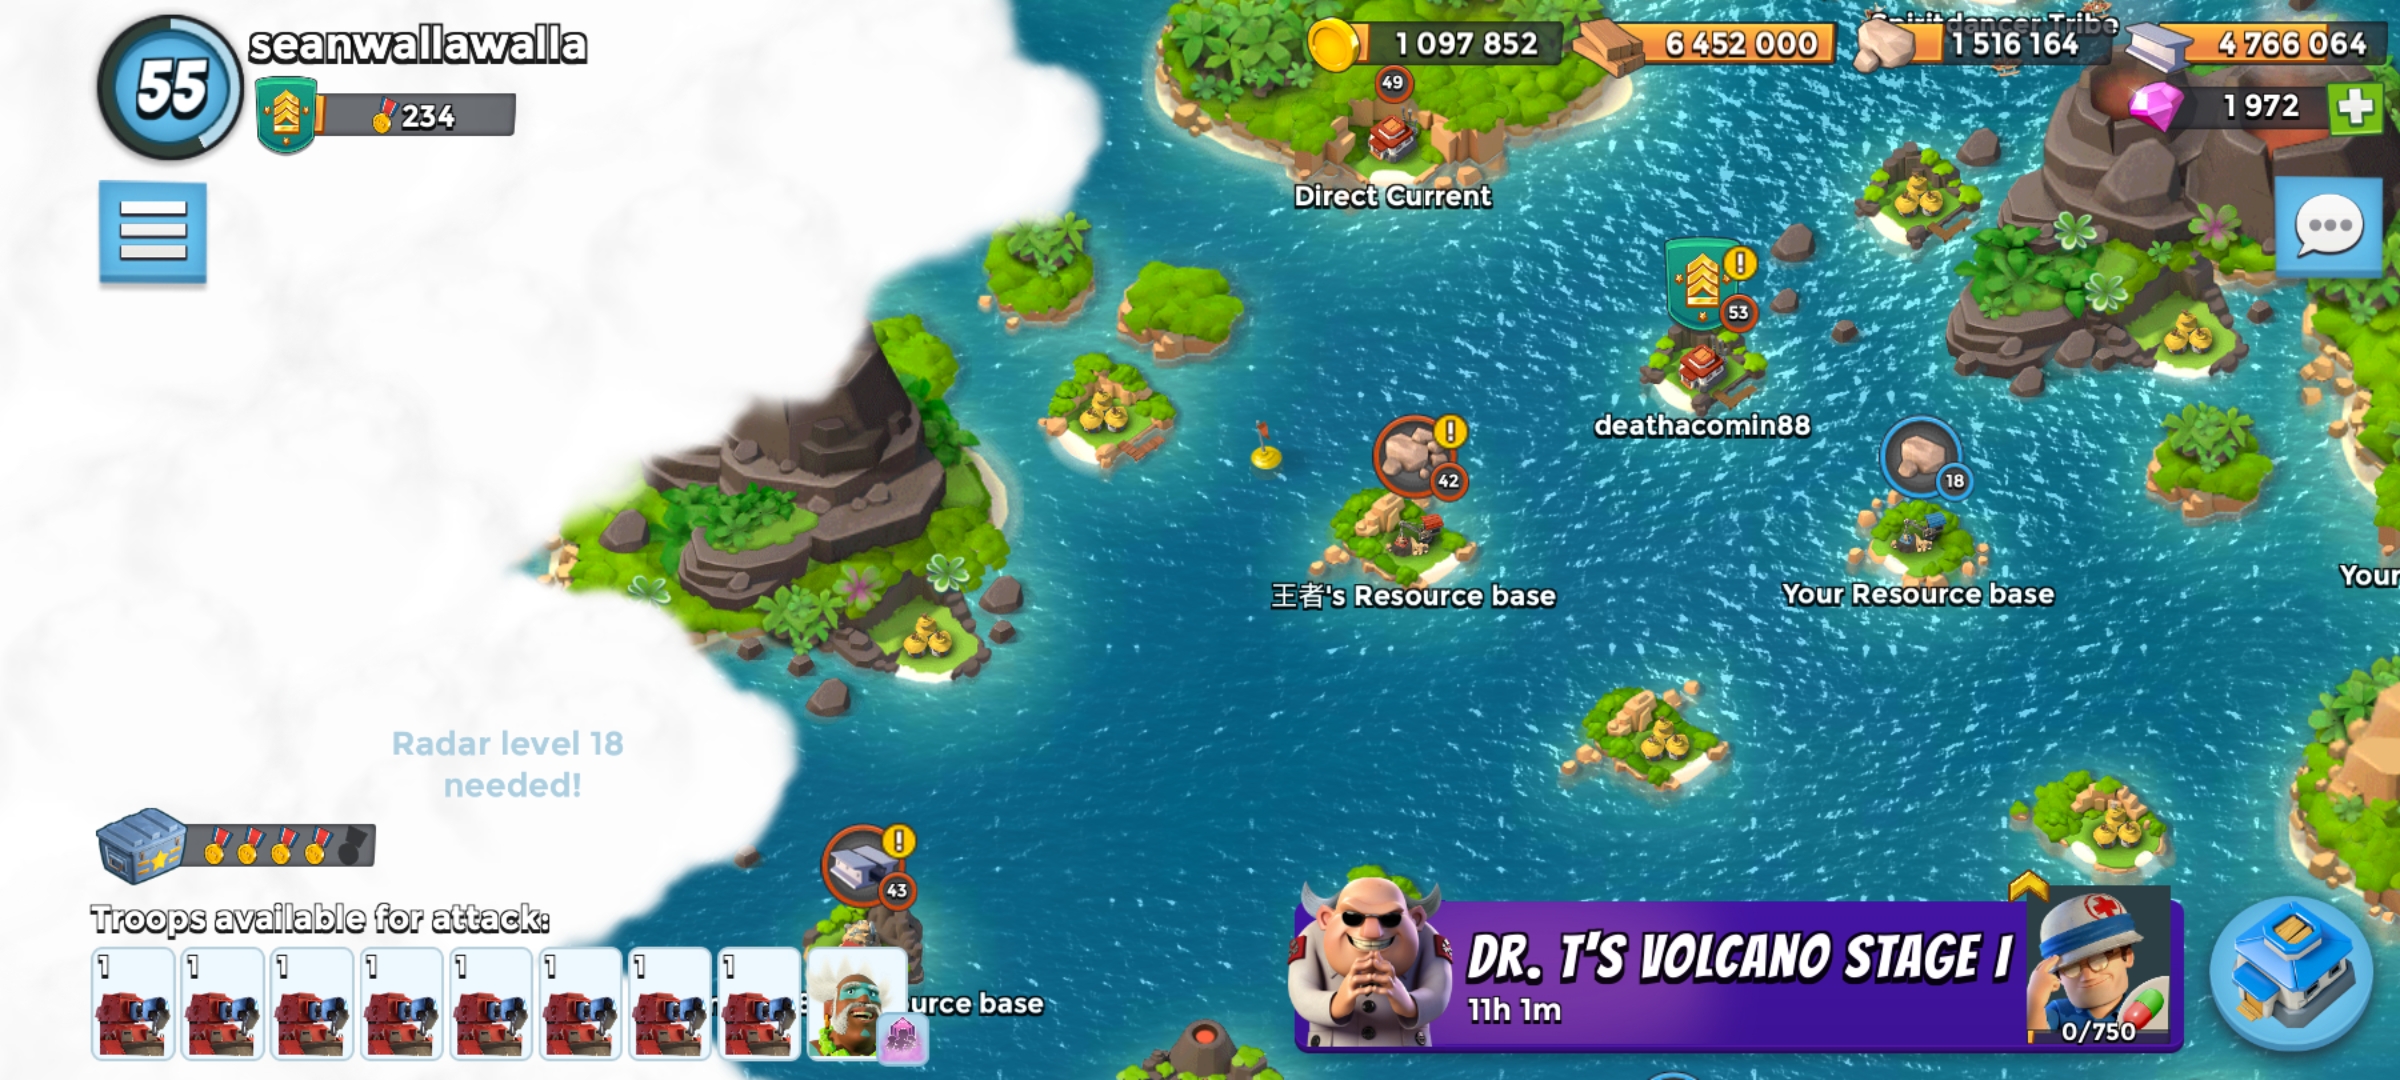 55
seanwallawalla
234
Spiritdancer Tribe
1 097 852
6 452 000
1 516 164
4 766 064
1 972
49
Direct Current
!
53
deathacomin88
!
42
王者's Resource base
18
Your Resource base
Your
Radar level 18
needed!
!
43
Troops available for attack:
1 1 1 1 1 1 1 1
urce base
DR. T'S VOLCANO STAGE I
11h 1m
0/750